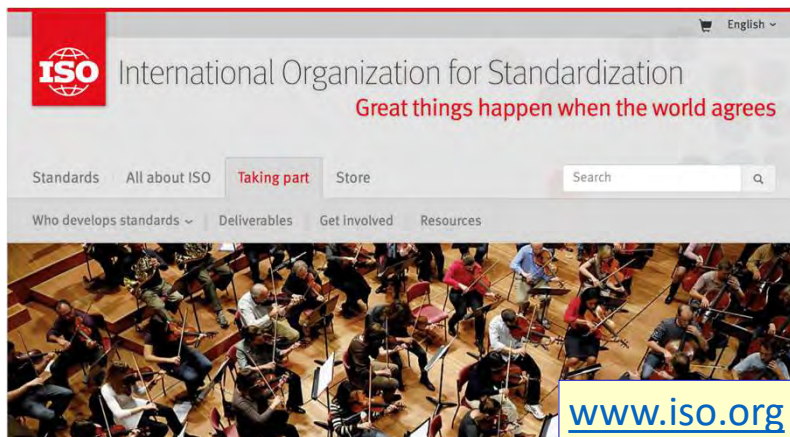 English
ISO
International Organization for Standardization
Great things happen when the world agrees
Standards All about ISO Taking part Store
Search
Who develops standards Deliverables Get involved Resources
www.iso.org